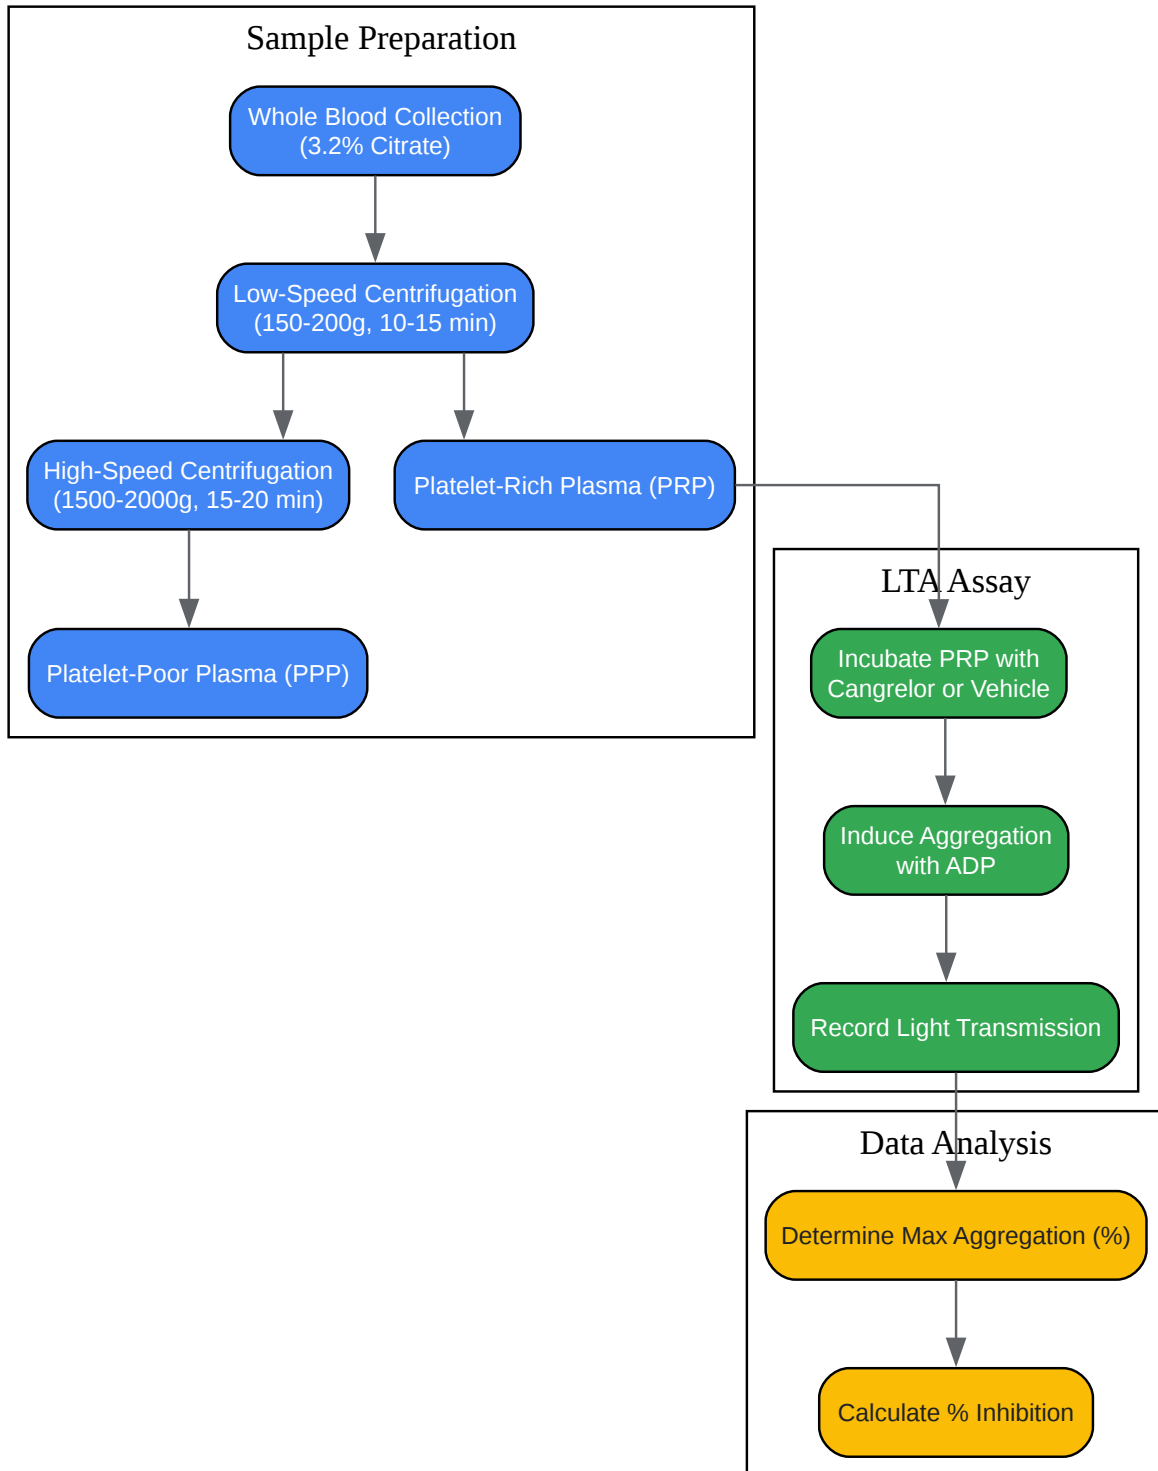 Sample Preparation
Whole Blood Collection
(3.2% Citrate)
Low-Speed Centrifugation
(150-200g, 10-15 min)
High-Speed Centrifugation
(1500-2000g, 15-20 min)
Platelet-Rich Plasma (PRP)
Platelet-Poor Plasma (PPP)
LTA Assay
Incubate PRP with
Cangrelor or Vehicle
Induce Aggregation
with ADP
Record Light Transmission
Data Analysis
Determine Max Aggregation (%)
Calculate % Inhibition